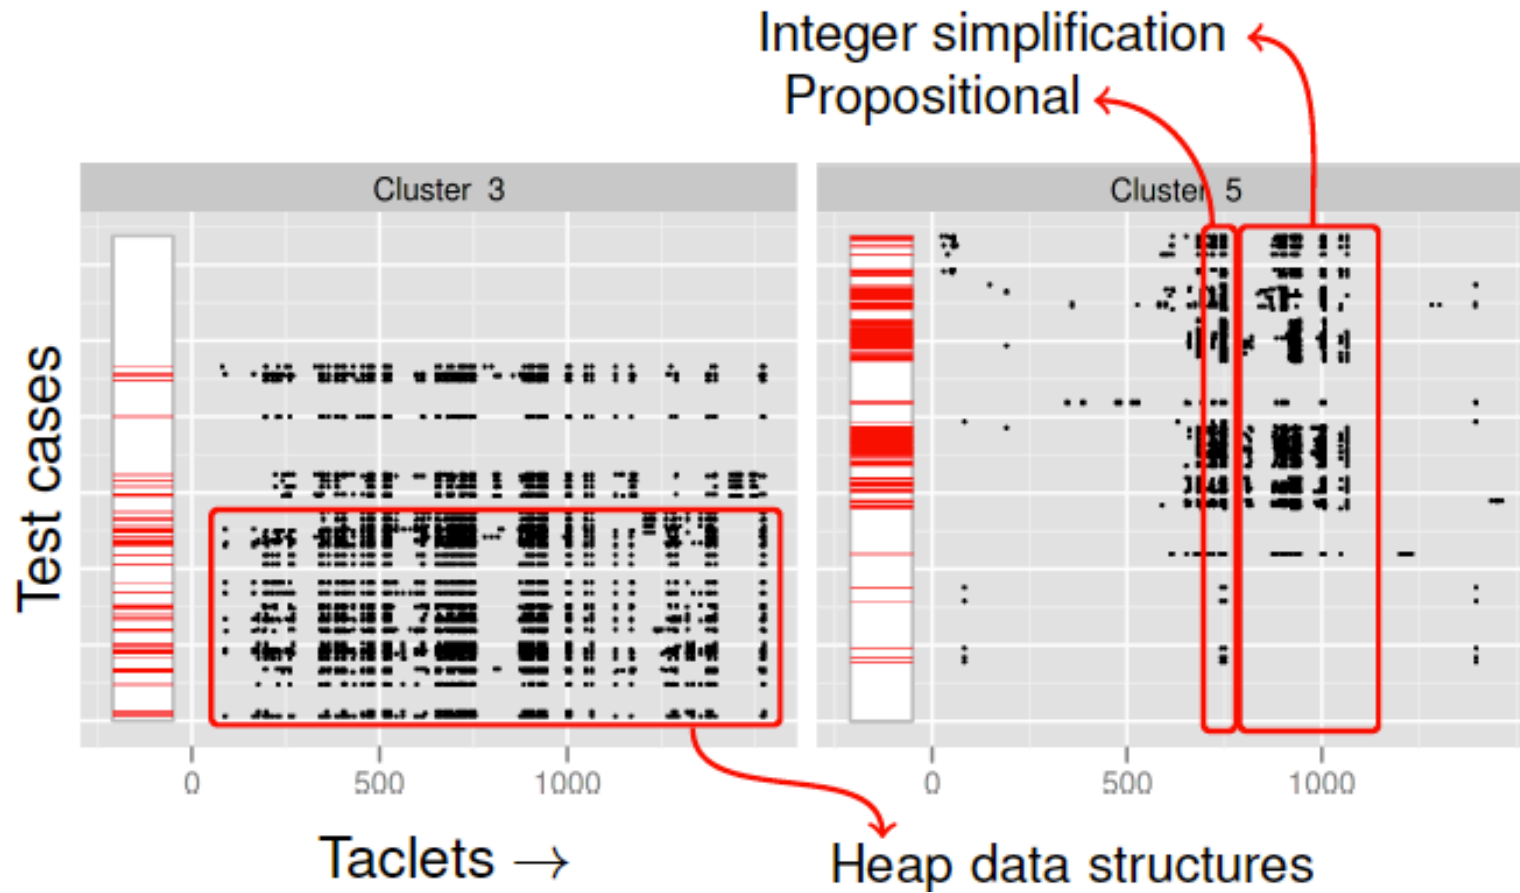 Integer simplification
Propositional
Cluster 3
Cluster 5
Test cases
0 500 1000
0 500 1000
Taclets →
Heap data structures